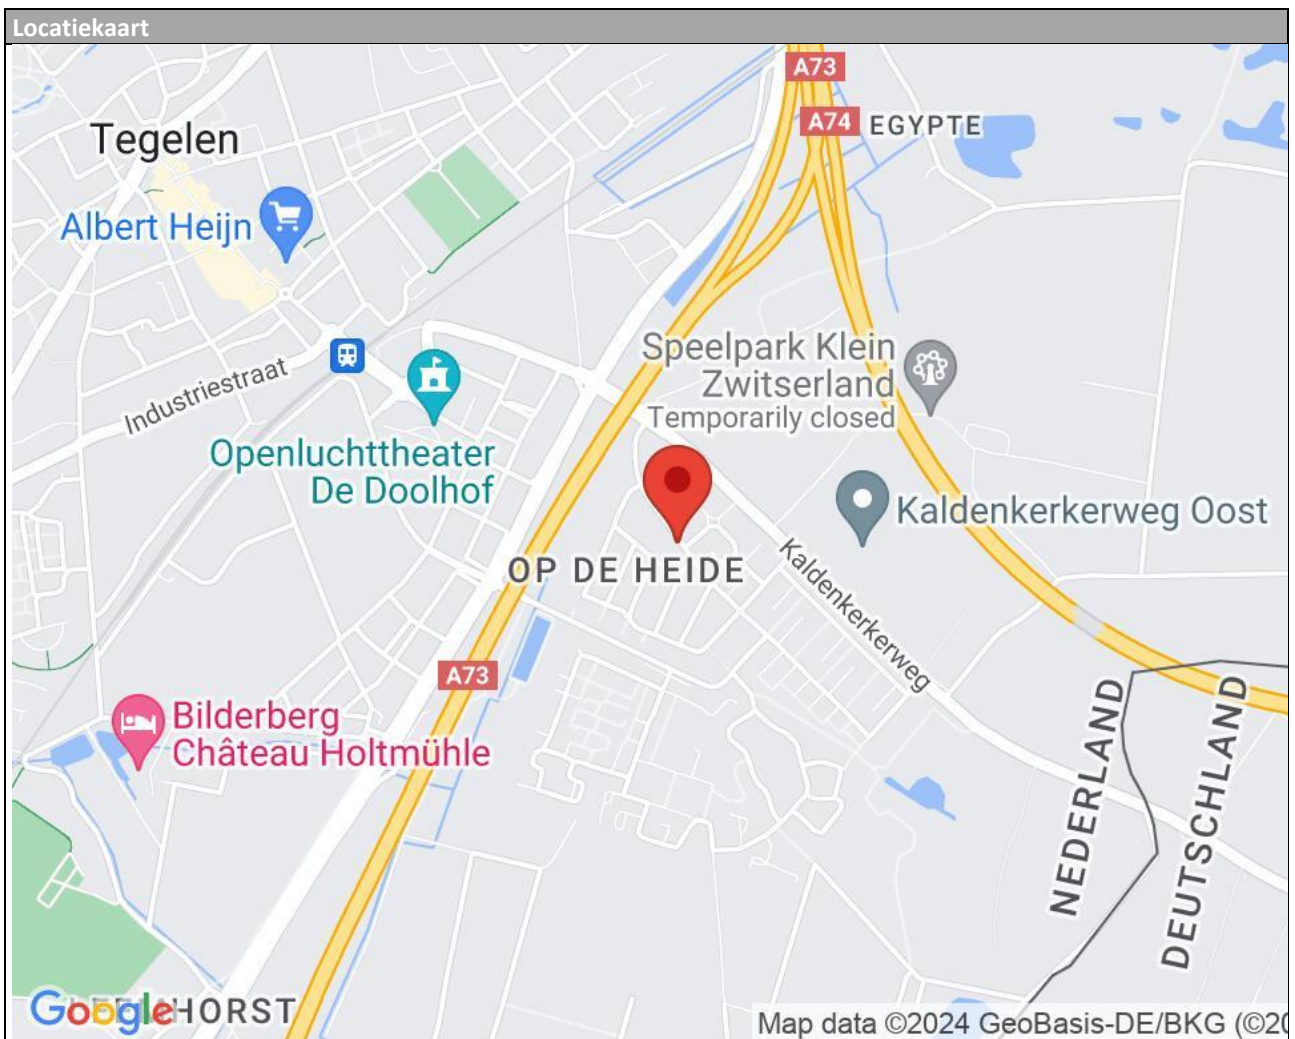 Locatiekaart
A73
A74
EGYPTE
Tegelen
Albert Heijn
Speelpark Klein
Zwitserland
Temporarily closed
Industriestraat
Openluchttheater
De Doolhof
Kaldenkerkerweg Oost
OP DE HEIDE
Kaldenkerkerweg
A73
Bilderberg
Château Holtmühle
NEDERLAND
DEUTSCHLAND
Google
HORST
Map data ©2024 GeoBasis-DE/BKG (©20